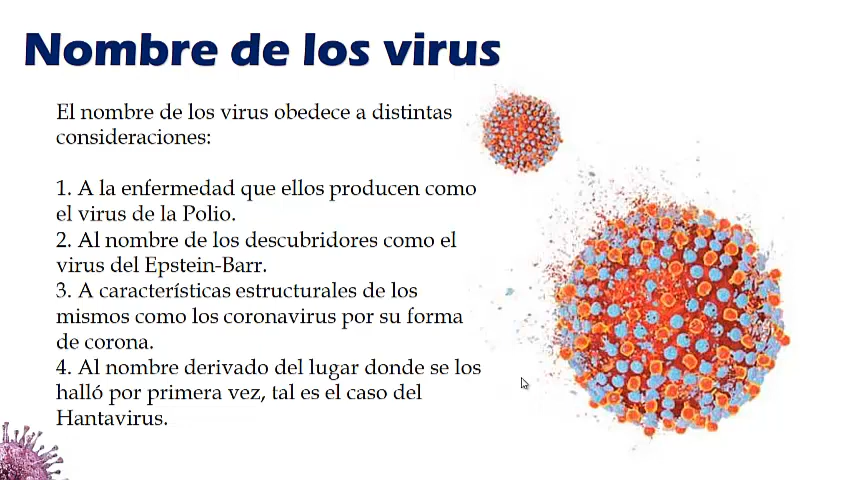 Nombre de los virus
El nombre de los virus obedece a distintas
consideraciones:
1. A la enfermedad que ellos producen como
el virus de la Polio.
2. Al nombre de los descubridores como el
virus del Epstein-Barr.
3. A características estructurales de los
mismos como los coronavirus por su forma
de corona.
4. Al nombre derivado del lugar donde se los
halló por primera vez, tal es el caso del
Hantavirus.